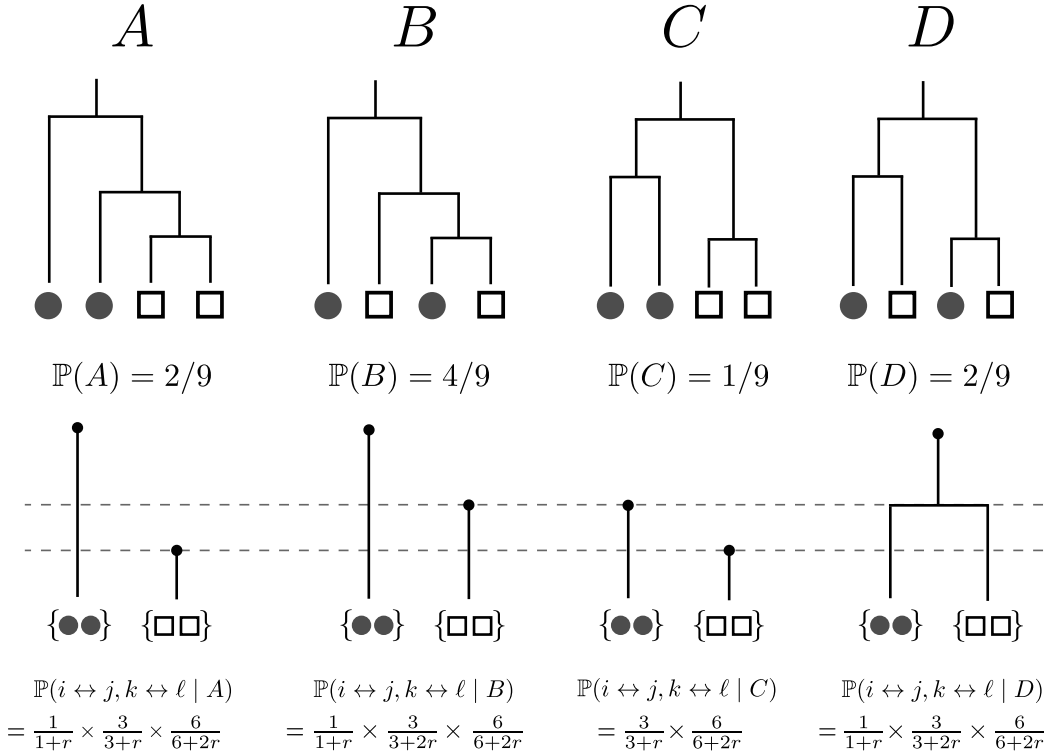 A B C D
ℙ(A) = 2/9 ℙ(B) = 4/9 ℙ(C) = 1/9 ℙ(D) = 2/9
{●●} {□□} {●●} {□□} {●●} {□□} {●●} {□□}
ℙ(i ↔ j, k ↔ ℓ | A) ℙ(i ↔ j, k ↔ ℓ | B) ℙ(i ↔ j, k ↔ ℓ | C) ℙ(i ↔ j, k ↔ ℓ | D)
= 1/(1+r) × 3/(3+r) × 6/(6+2r) = 1/(1+r) × 3/(3+2r) × 6/(6+2r) = 3/(3+r) × 6/(6+2r) = 1/(1+r) × 3/(3+2r) × 6/(6+2r)